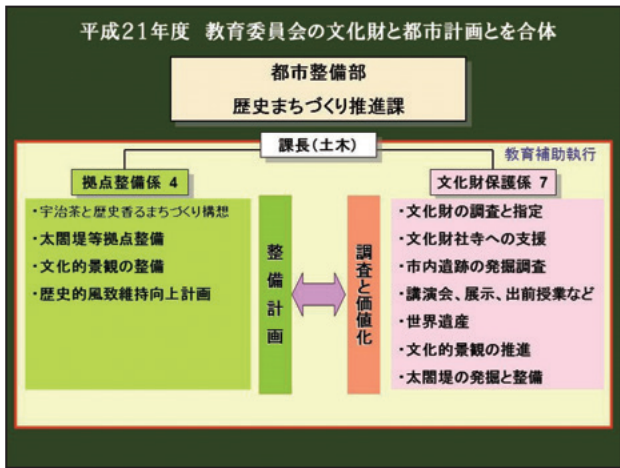 平成21年度 教育委員会の文化財と都市計画とを合体
都市整備部
歴史まちづくり推進課
課長(土木)
教育補助執行
拠点整備係 4
・宇治茶と歴史香るまちづくり構想
・太閤堤等拠点整備
・文化的景観の整備
・歴史的風致維持向上計画
整備計画
調査と価値化
文化財保護係 7
・文化財の調査と指定
・文化財社寺への支援
・市内遺跡の発掘調査
・講演会、展示、出前授業など
・世界遺産
・文化的景観の推進
・太閤堤の発掘と整備